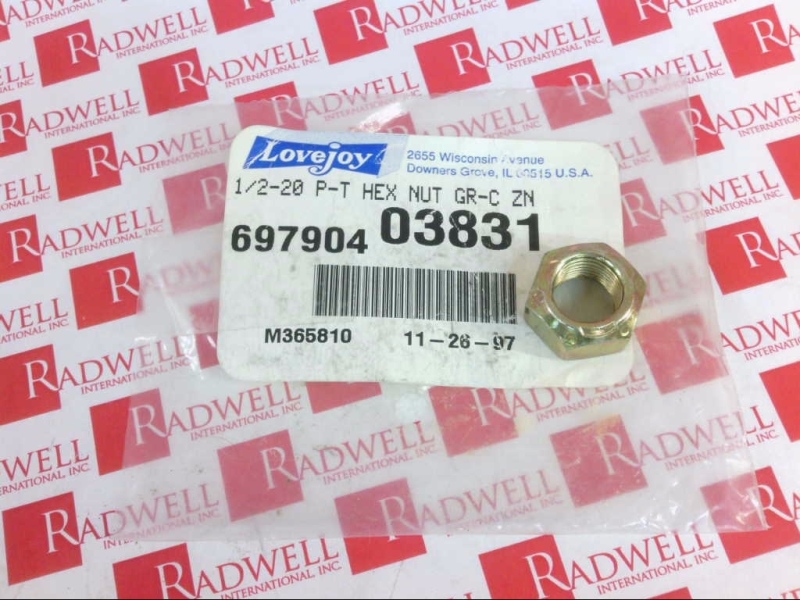 Lovejoy
2655 Wisconsin Avenue
Downers Grove, IL 60515 U.S.A.
1/2-20 P-T HEX NUT GR-C ZN
697904 03831
M365810 11-26-97
RADWELL
INTERNATIONAL, INC.